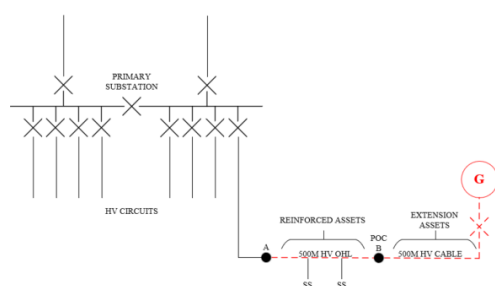 PRIMARY
SUBSTATION
HV CIRCUITS
G
REINFORCED ASSETS
EXTENSION
ASSETS
POC
A
B
500M HV OHL
500M HV CABLE
SS
SS